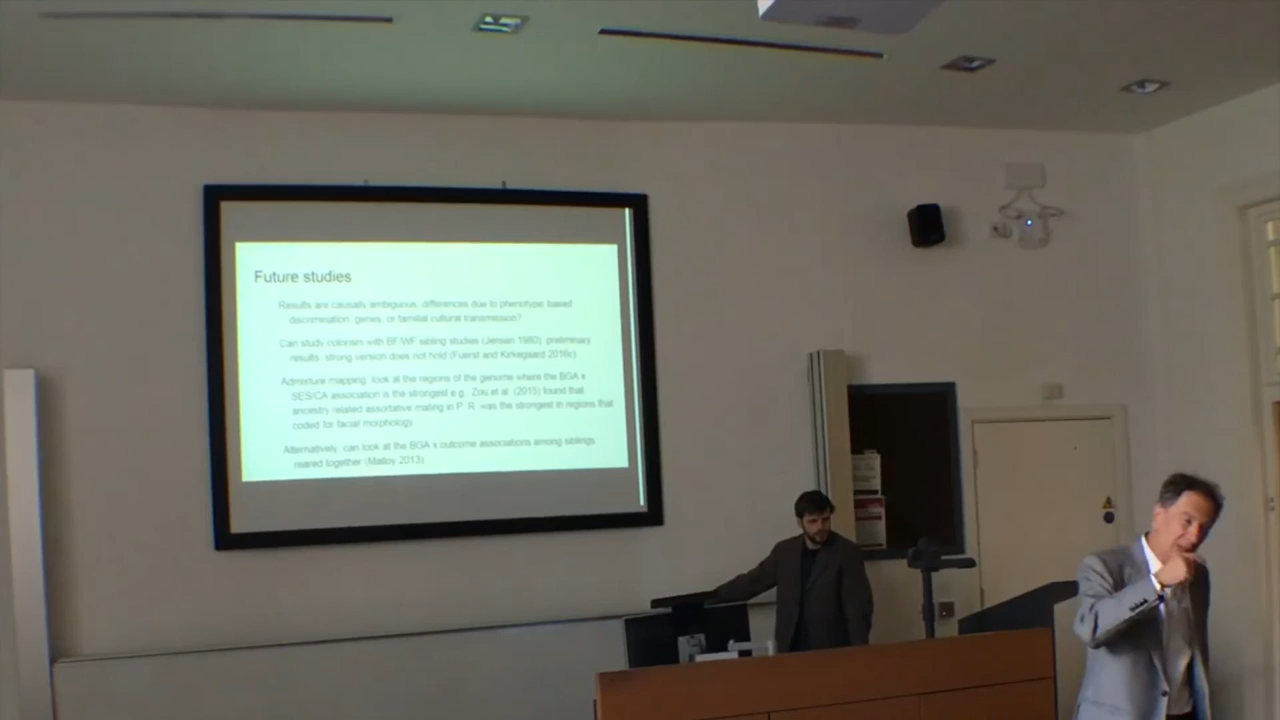 Future studies
Results are causally ambiguous: differences due to phenotypic based
discrimination, genes, or familial cultural transmission?
Can study colorism with BF/WF sibling studies (Jensen 1980), preliminary
results: strong version does not hold (Fuerst and Kirkegaard 2016c).
Admixture mapping: look at the regions of the genome where the BGA x
SES/CA association is the strongest e.g. Zou et al. (2015) found that
ancestry related assortative mating in P. R. was the strongest in regions that
coded for facial morphology
Alternatively, can look at the BGA x outcome associations among siblings
reared together (Malloy 2013).